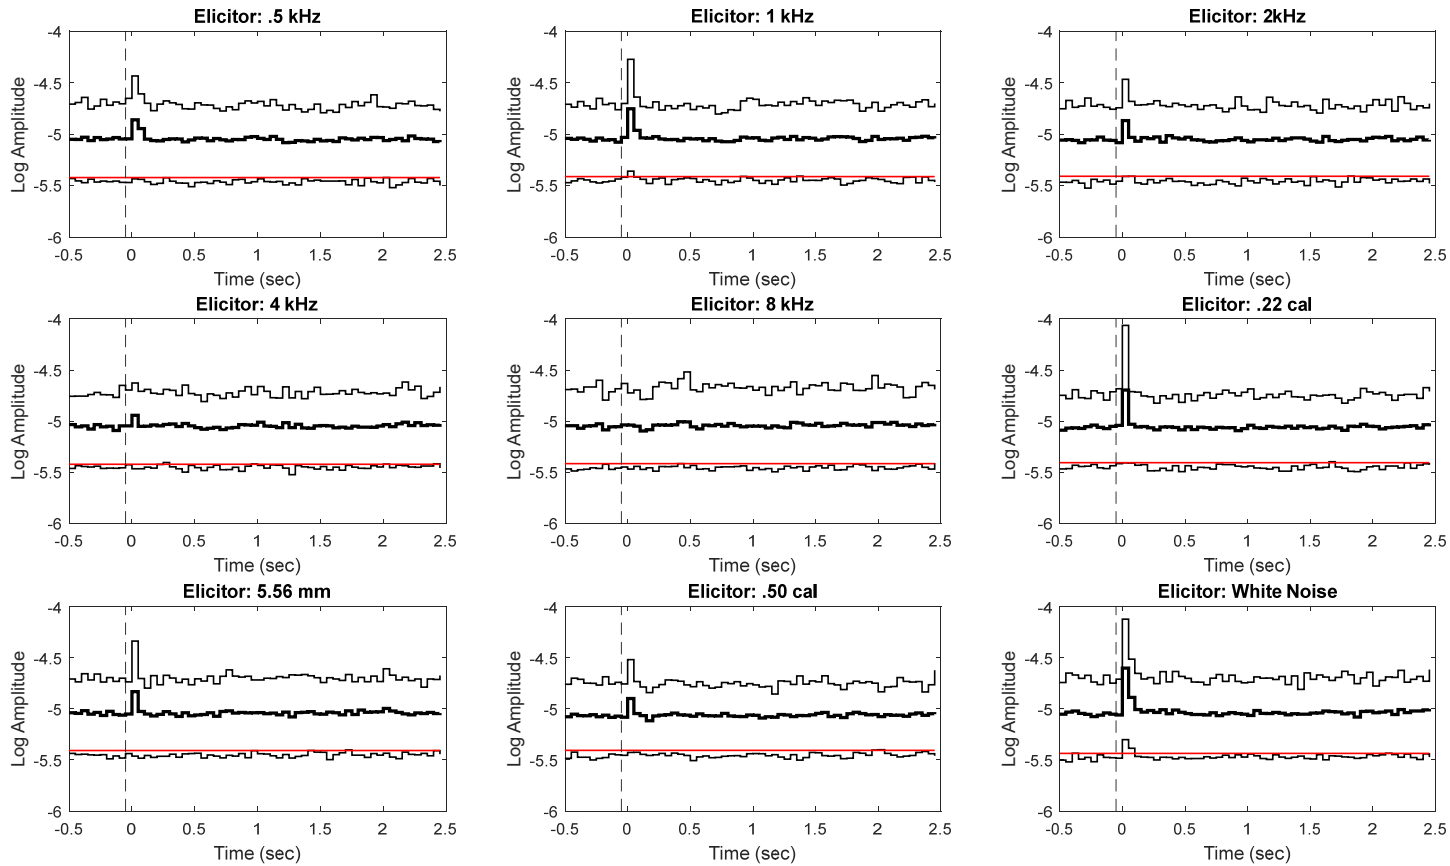 Elicitor: .5 kHz
Log Amplitude
-4
-4.5
-5
-5.5
-6
-0.5 0 0.5 1 1.5 2 2.5
Time (sec)
Elicitor: 1 kHz
Log Amplitude
-4
-4.5
-5
-5.5
-6
-0.5 0 0.5 1 1.5 2 2.5
Time (sec)
Elicitor: 2kHz
Log Amplitude
-4
-4.5
-5
-5.5
-6
-0.5 0 0.5 1 1.5 2 2.5
Time (sec)
Elicitor: 4 kHz
Log Amplitude
-4
-4.5
-5
-5.5
-6
-0.5 0 0.5 1 1.5 2 2.5
Time (sec)
Elicitor: 8 kHz
Log Amplitude
-4
-4.5
-5
-5.5
-6
-0.5 0 0.5 1 1.5 2 2.5
Time (sec)
Elicitor: .22 cal
Log Amplitude
-4
-4.5
-5
-5.5
-6
-0.5 0 0.5 1 1.5 2 2.5
Time (sec)
Elicitor: 5.56 mm
Log Amplitude
-4
-4.5
-5
-5.5
-6
-0.5 0 0.5 1 1.5 2 2.5
Time (sec)
Elicitor: .50 cal
Log Amplitude
-4
-4.5
-5
-5.5
-6
-0.5 0 0.5 1 1.5 2 2.5
Time (sec)
Elicitor: White Noise
Log Amplitude
-4
-4.5
-5
-5.5
-6
-0.5 0 0.5 1 1.5 2 2.5
Time (sec)